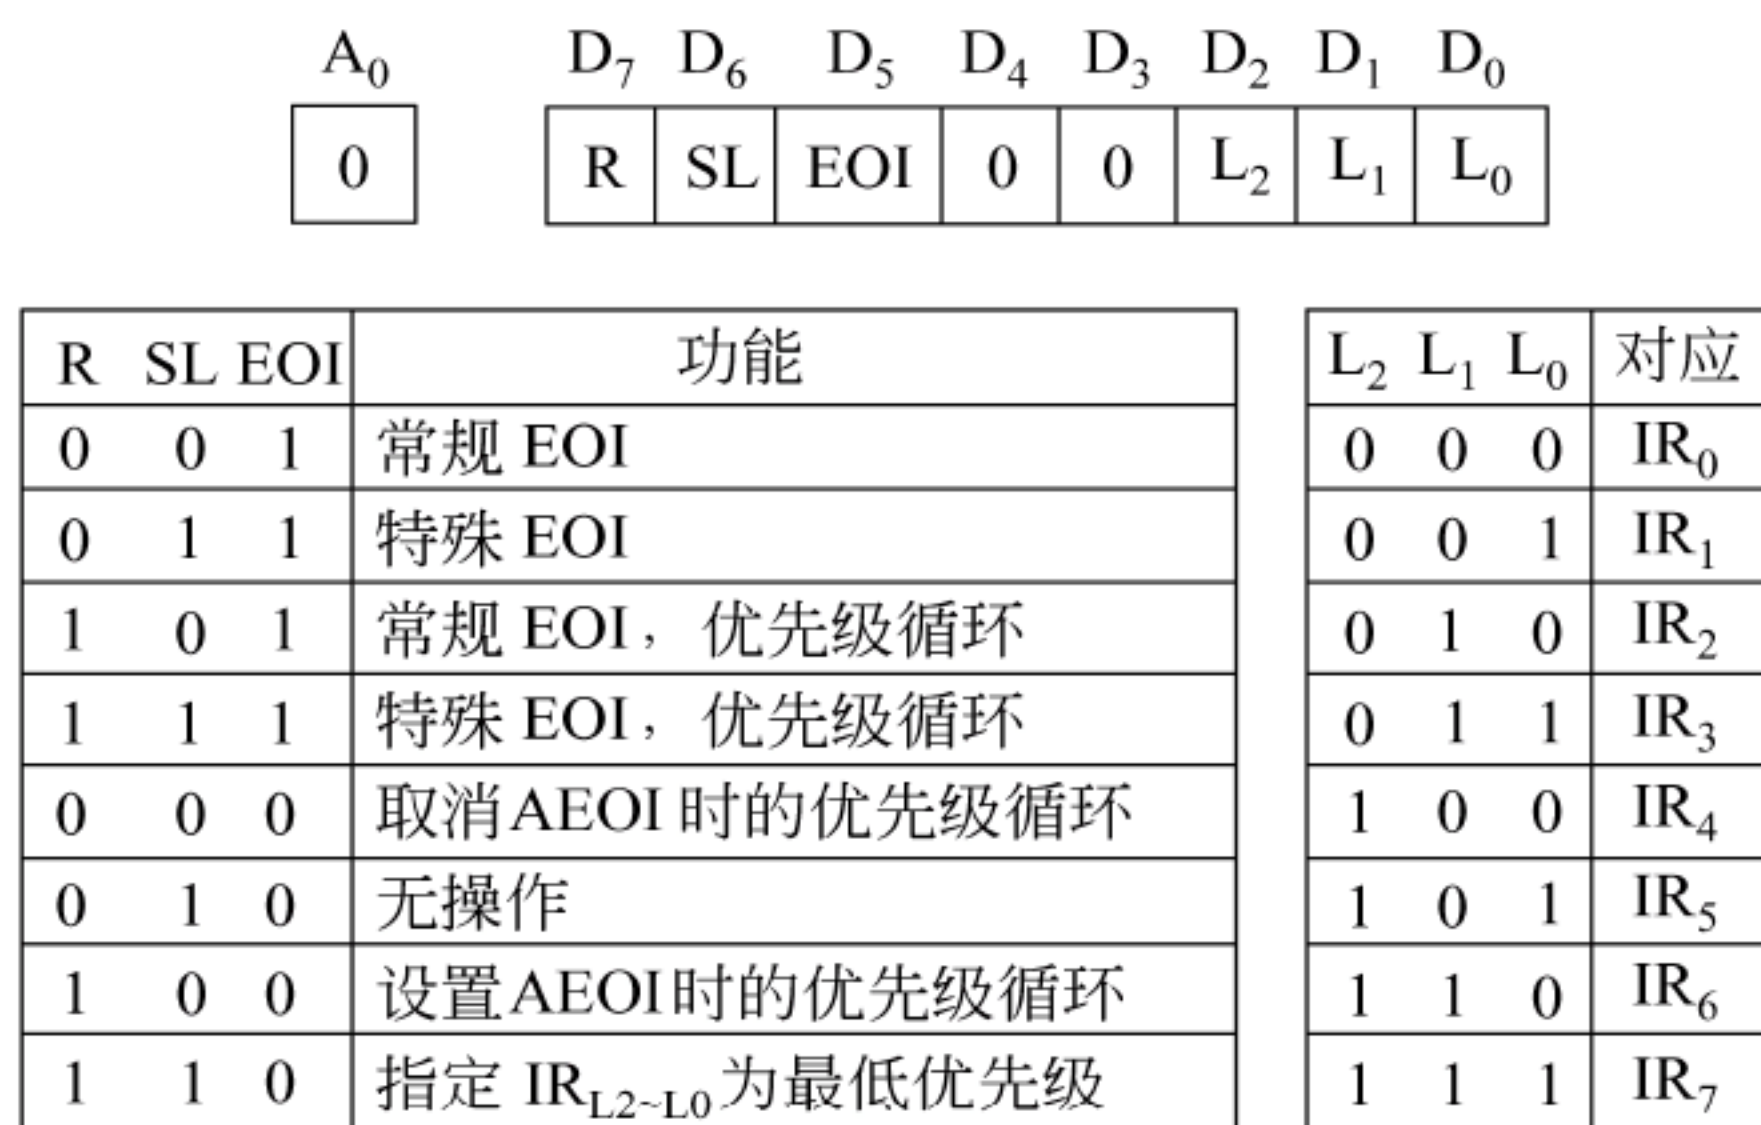 A₀ D₇ D₆ D₅ D₄ D₃ D₂ D₁ D₀
0 R SL EOI 0 0 L₂ L₁ L₀
R SL EOI 功能 L₂ L₁ L₀ 对应
0 0 1 常规 EOI 0 0 0 IR₀
0 1 1 特殊 EOI 0 0 1 IR₁
1 0 1 常规 EOI，优先级循环 0 1 0 IR₂
1 1 1 特殊 EOI，优先级循环 0 1 1 IR₃
0 0 0 取消AEOI 时的优先级循环 1 0 0 IR₄
0 1 0 无操作 1 0 1 IR₅
1 0 0 设置AEOI时的优先级循环 1 1 0 IR₆
1 1 0 指定 IR_L2~L0 为最低优先级 1 1 1 IR₇